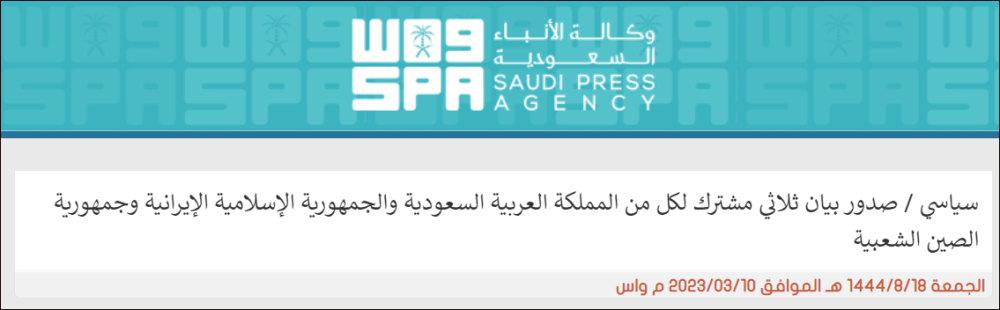 وكالة الأنباء
السعودية
واس
SPA
SAUDI PRESS
AGENCY
سياسي / صدور بيان ثلاثي مشترك لكل من المملكة العربية السعودية والجمهورية الإسلامية الإيرانية وجمهورية
الصين الشعبية
الجمعة 1444/8/18 هـ الموافق 2023/03/10 م واس